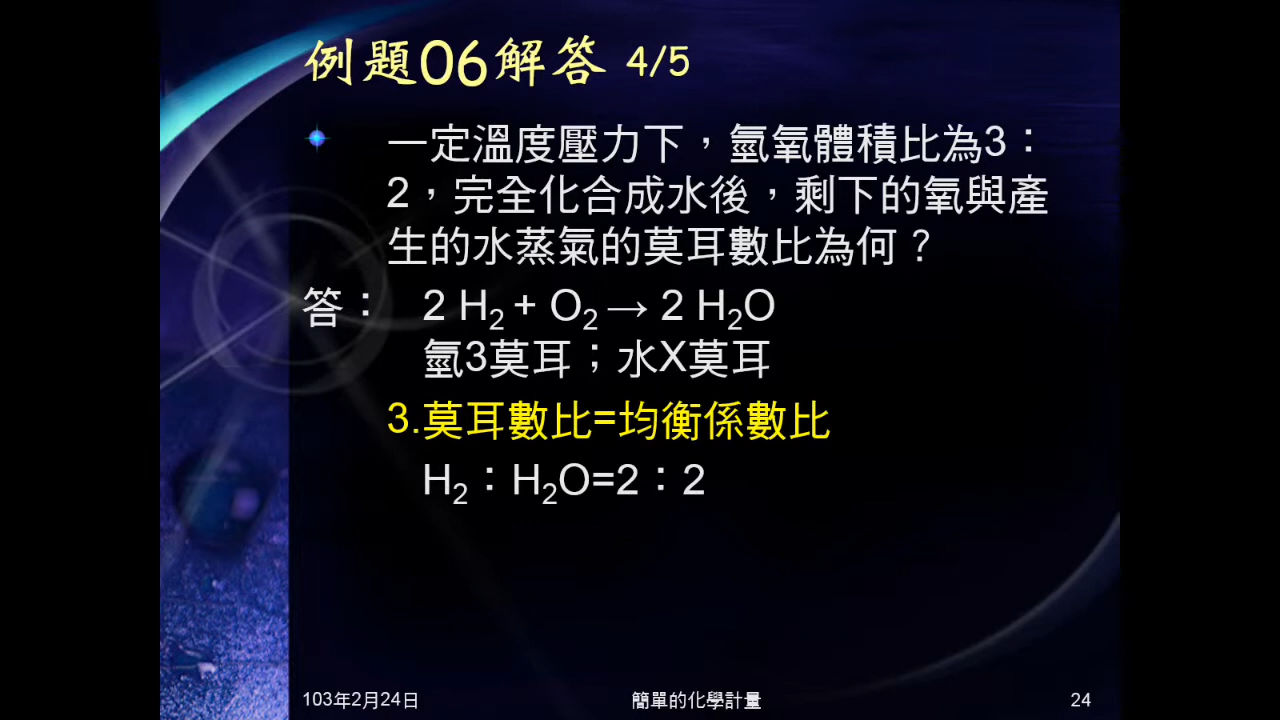 例題06解答 4/5
一定溫度壓力下，氫氧體積比為3：
2，完全化合成水後，剩下的氧與產
生的水蒸氣的莫耳數比為何？
答： 2 H₂ + O₂ → 2 H₂O
氫3莫耳；水X莫耳
3.莫耳數比=均衡係數比
H₂：H₂O=2：2
103年2月24日 簡單的化學計量 24